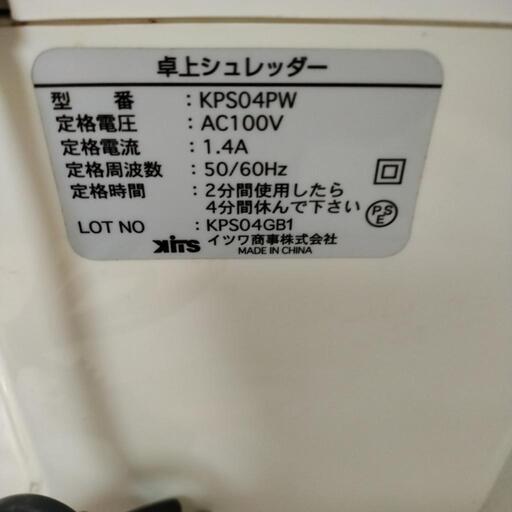 卓上シュレッダー
型 番 : KPS04PW
定格電圧 : AC100V
定格電流 : 1.4A
定格周波数 : 50/60Hz
定格時間 : 2分間使用したら
4分間休んで下さい
PSE
LOT NO : KPS04GB1
KiTS イツワ商事株式会社
MADE IN CHINA